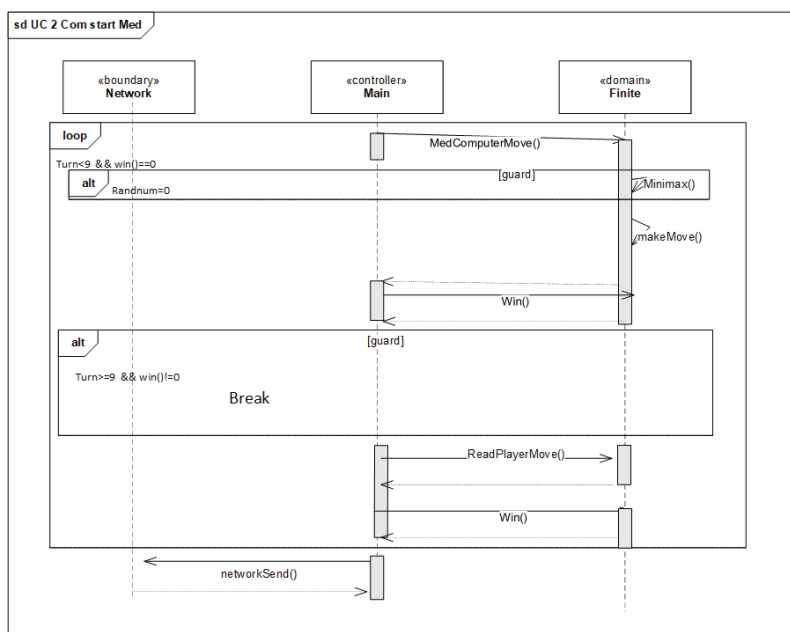 sd UC 2 Com start Med
«boundary»
Network
«controller»
Main
«domain»
Finite
loop
MedComputerMove()
Turn<9 && win()==0
alt
[guard]
Randnum=0
Minimax()
makeMove()
Win()
alt
[guard]
Turn>=9 && win()!=0
Break
ReadPlayerMove()
Win()
networkSend()